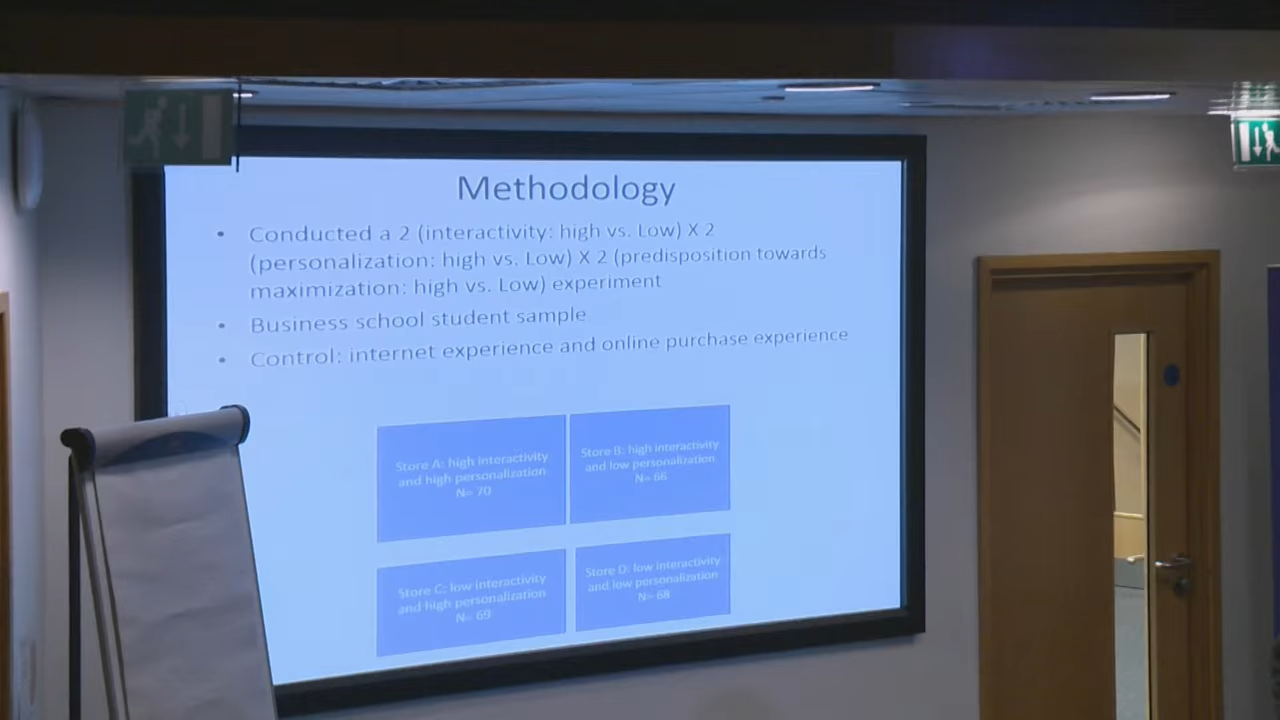 Methodology
• Conducted a 2 (interactivity: high vs. Low) X 2
(personalization: high vs. Low) X 2 (predisposition towards
maximization: high vs. Low) experiment
• Business school student sample
• Control: internet experience and online purchase experience
Store A: high interactivity
and high personalization
N= 70
Store B: high interactivity
and low personalization
N= 66
Store C: low interactivity
and high personalization
N= 69
Store D: low interactivity
and low personalization
N= 68